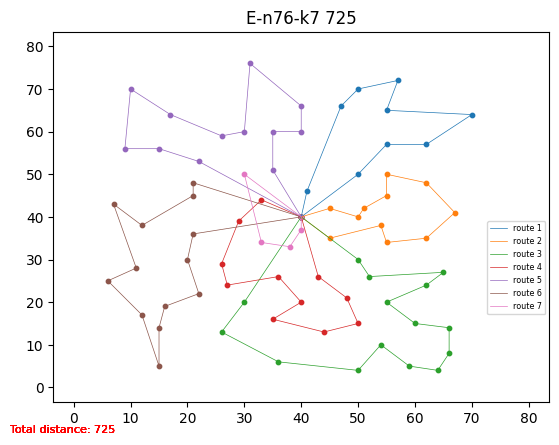 E-n76-k7 725
80
70
60
50
40
30
20
10
0
route 1
route 2
route 3
route 4
route 5
route 6
route 7
0 10 20 30 40 50 60 70 80
Total distance: 725